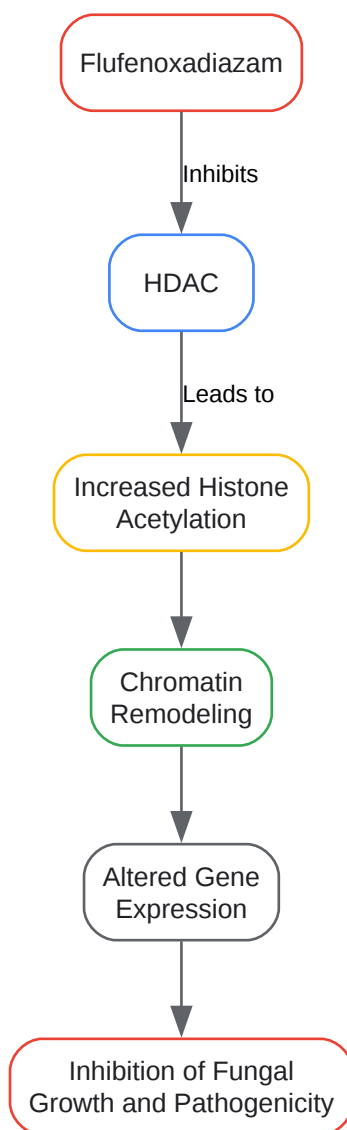 Flufenoxadiazam
Inhibits
HDAC
Leads to
Increased Histone
Acetylation
Chromatin
Remodeling
Altered Gene
Expression
Inhibition of Fungal
Growth and Pathogenicity